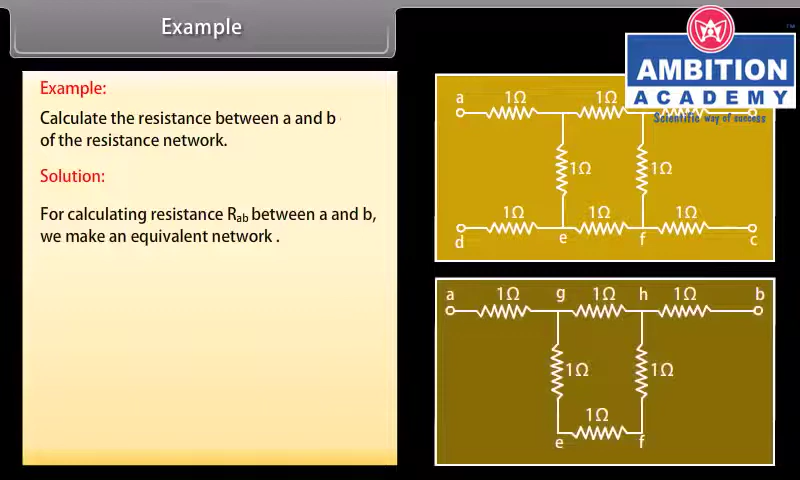 Example
™
AMBITION
ACADEMY
Scientific way of success
Example:
Calculate the resistance between a and b
of the resistance network.
Solution:
For calculating resistance Rab between a and b,
we make an equivalent network .
a 1Ω 1Ω
1Ω 1Ω
1Ω 1Ω 1Ω
d e f c
a 1Ω g 1Ω h 1Ω b
1Ω 1Ω
1Ω
e f